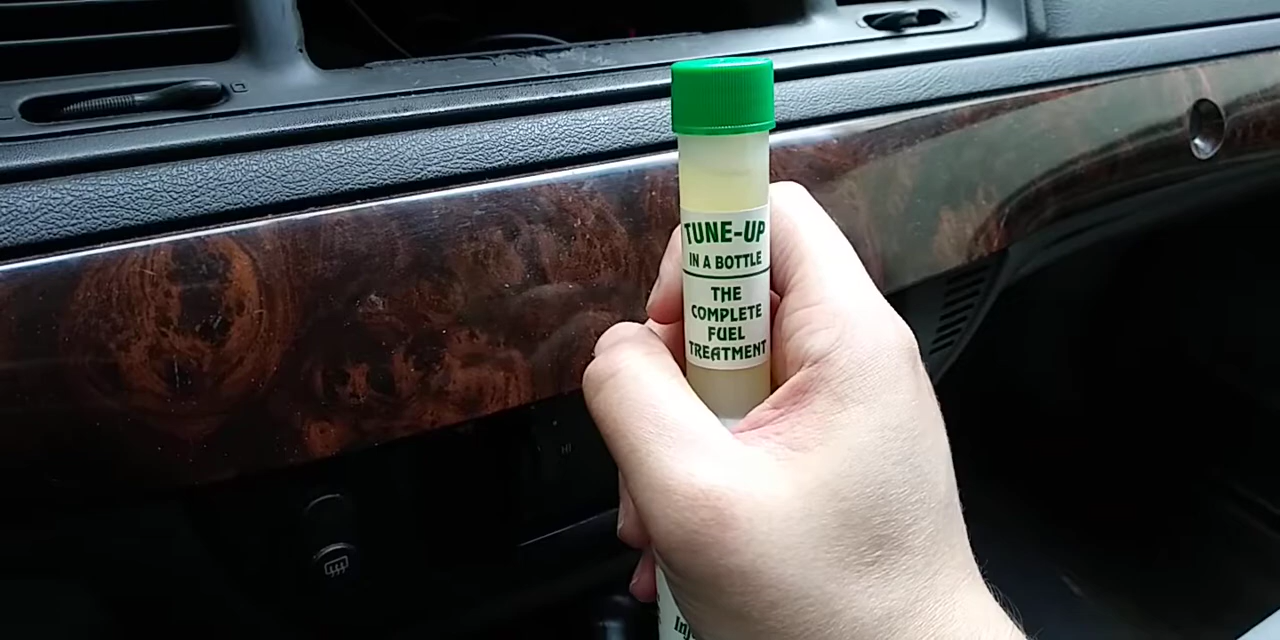 TUNE-UP
IN A BOTTLE
THE
COMPLETE
FUEL
TREATMENT